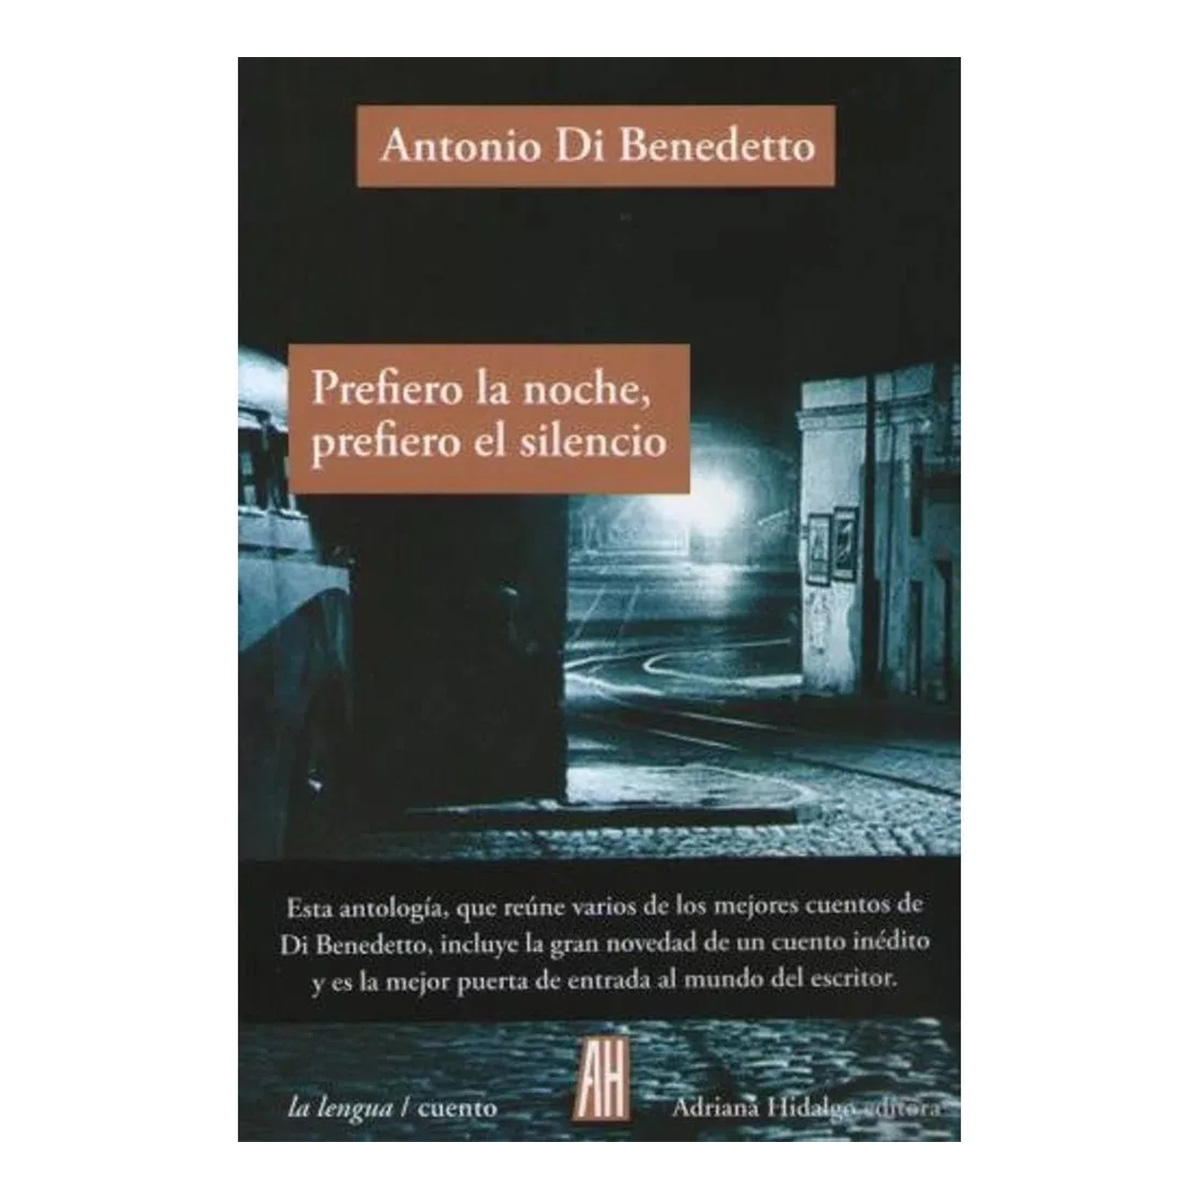 Antonio Di Benedetto
Prefiero la noche,
prefiero el silencio
Esta antología, que reúne varios de los mejores cuentos de
Di Benedetto, incluye la gran novedad de un cuento inédito
y es la mejor puerta de entrada al mundo del escritor.
la lengua / cuento
AH
Adriana Hidalgo editora